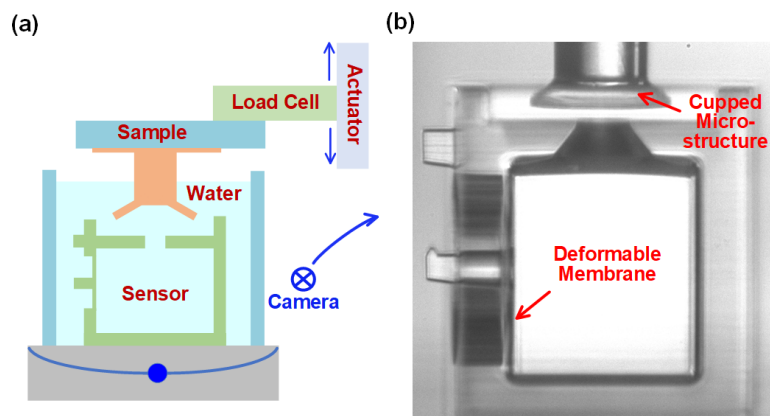 (a)
Actuator
Load Cell
Sample
Water
Sensor
Camera
(b)
Cupped
Micro-
structure
Deformable
Membrane